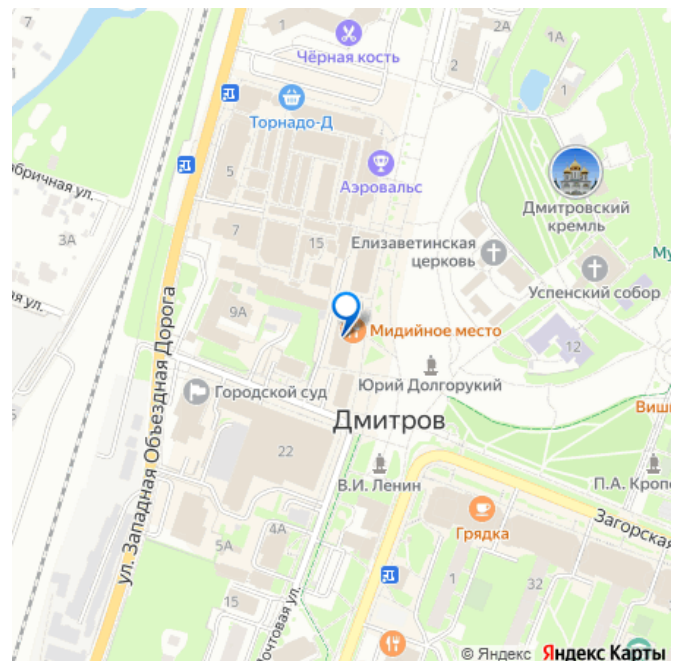 7
2А
1А
Чёрная кость
2
1
1
Торнадо-Д
5
Аэровальс
бричная ул.
Дмитровский
кремль
3А
7
15
Елизаветинская
церковь
Му
Успенский собор
я ул.
9А
Мидийное место
12
ул. Западная Объездная Дорога
Городской суд
Юрий Долгорукий
Виш
Дмитров
22
В.И. Ленин
П.А. Кропо
Загорская
Грядка
4А
5А
1
32
15
Почтовая ул.
© Яндекс Яндекс Карты